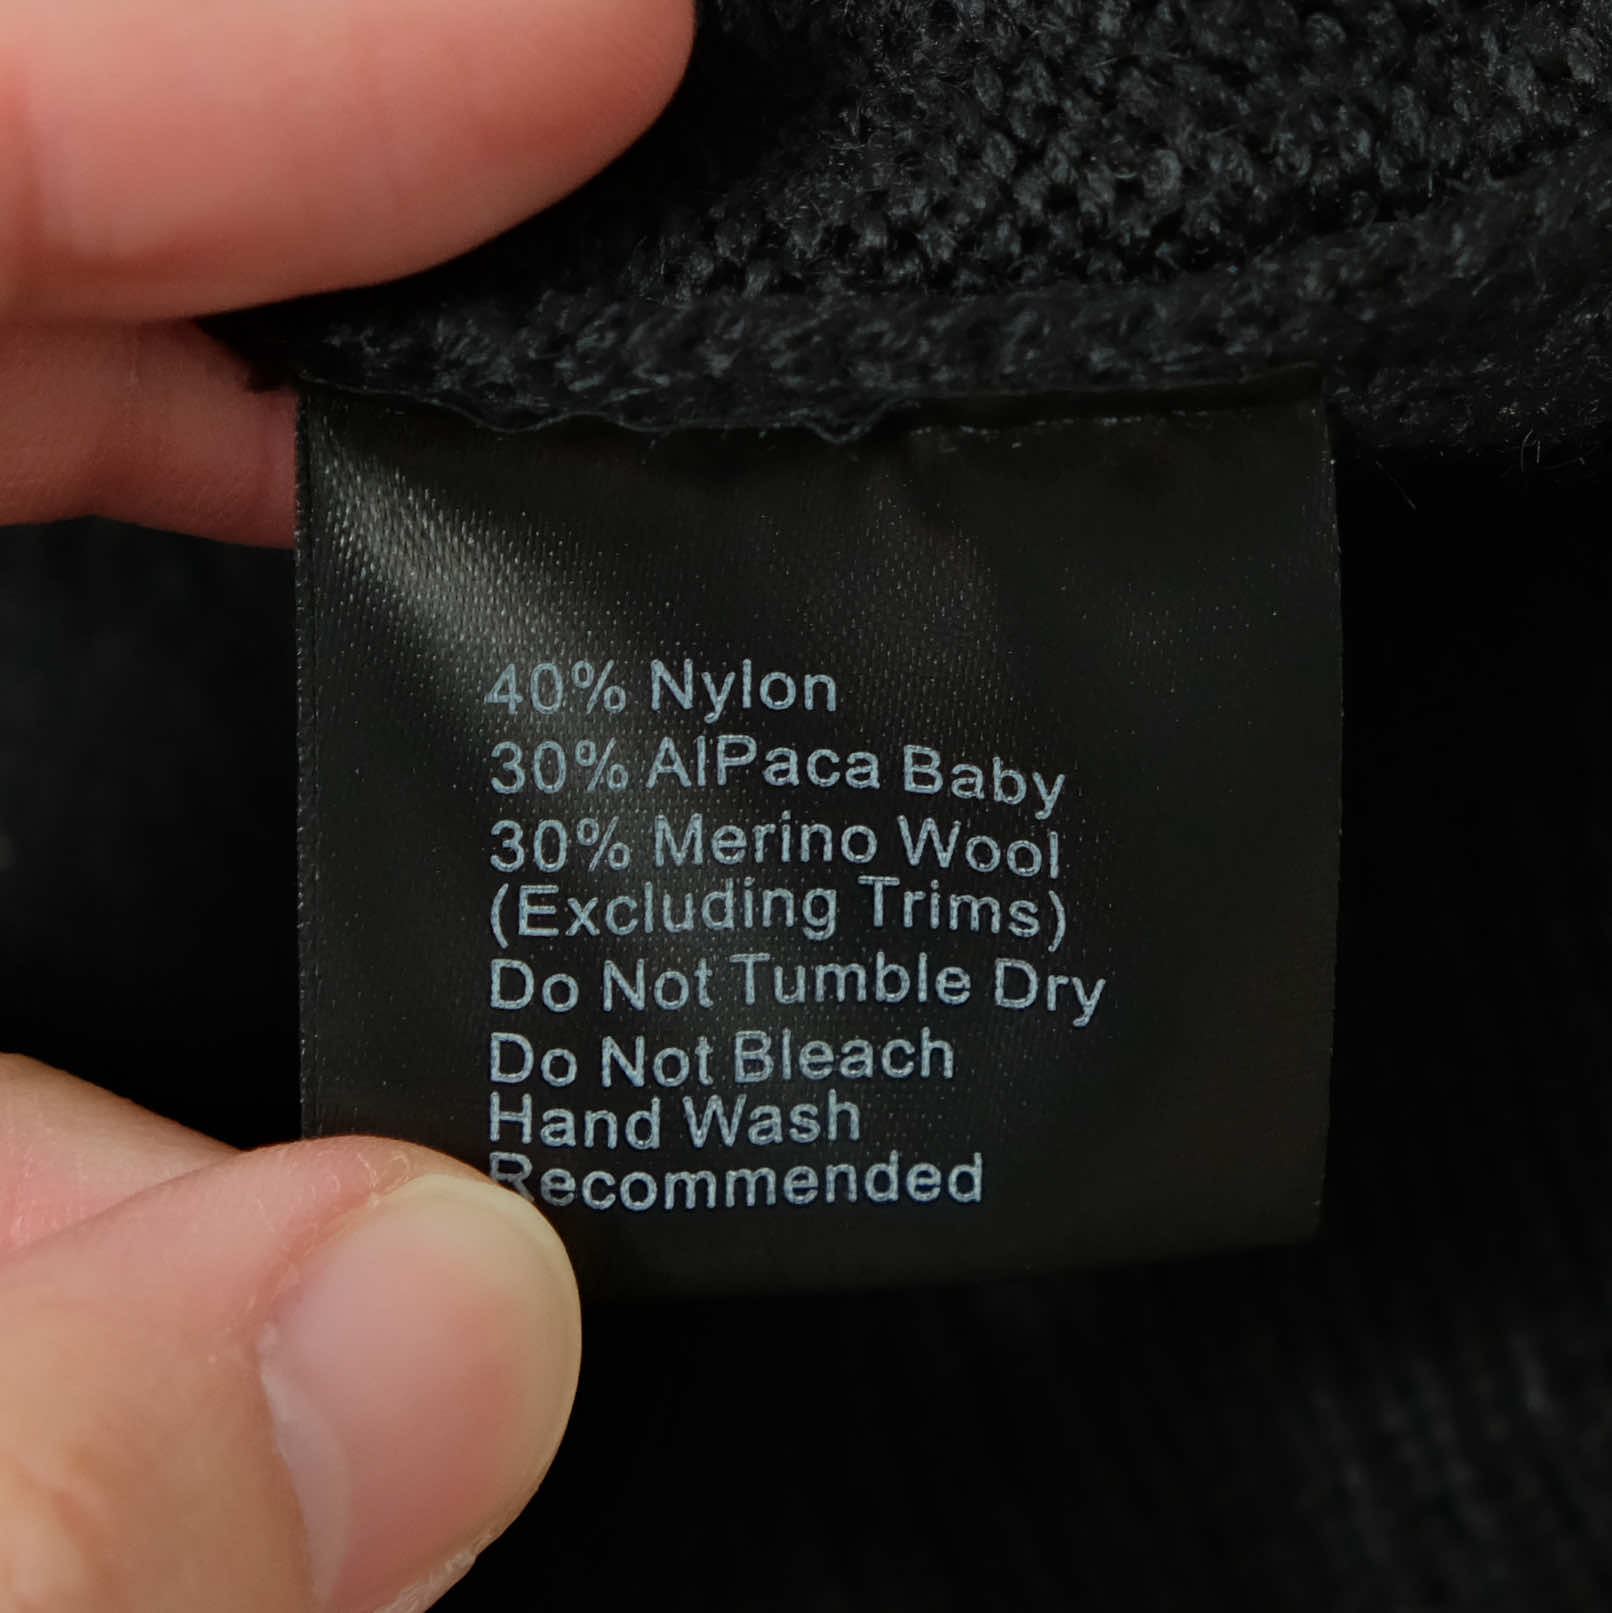 40% Nylon
30% AlPaca Baby
30% Merino Wool
(Excluding Trims)
Do Not Tumble Dry
Do Not Bleach
Hand Wash
Recommended